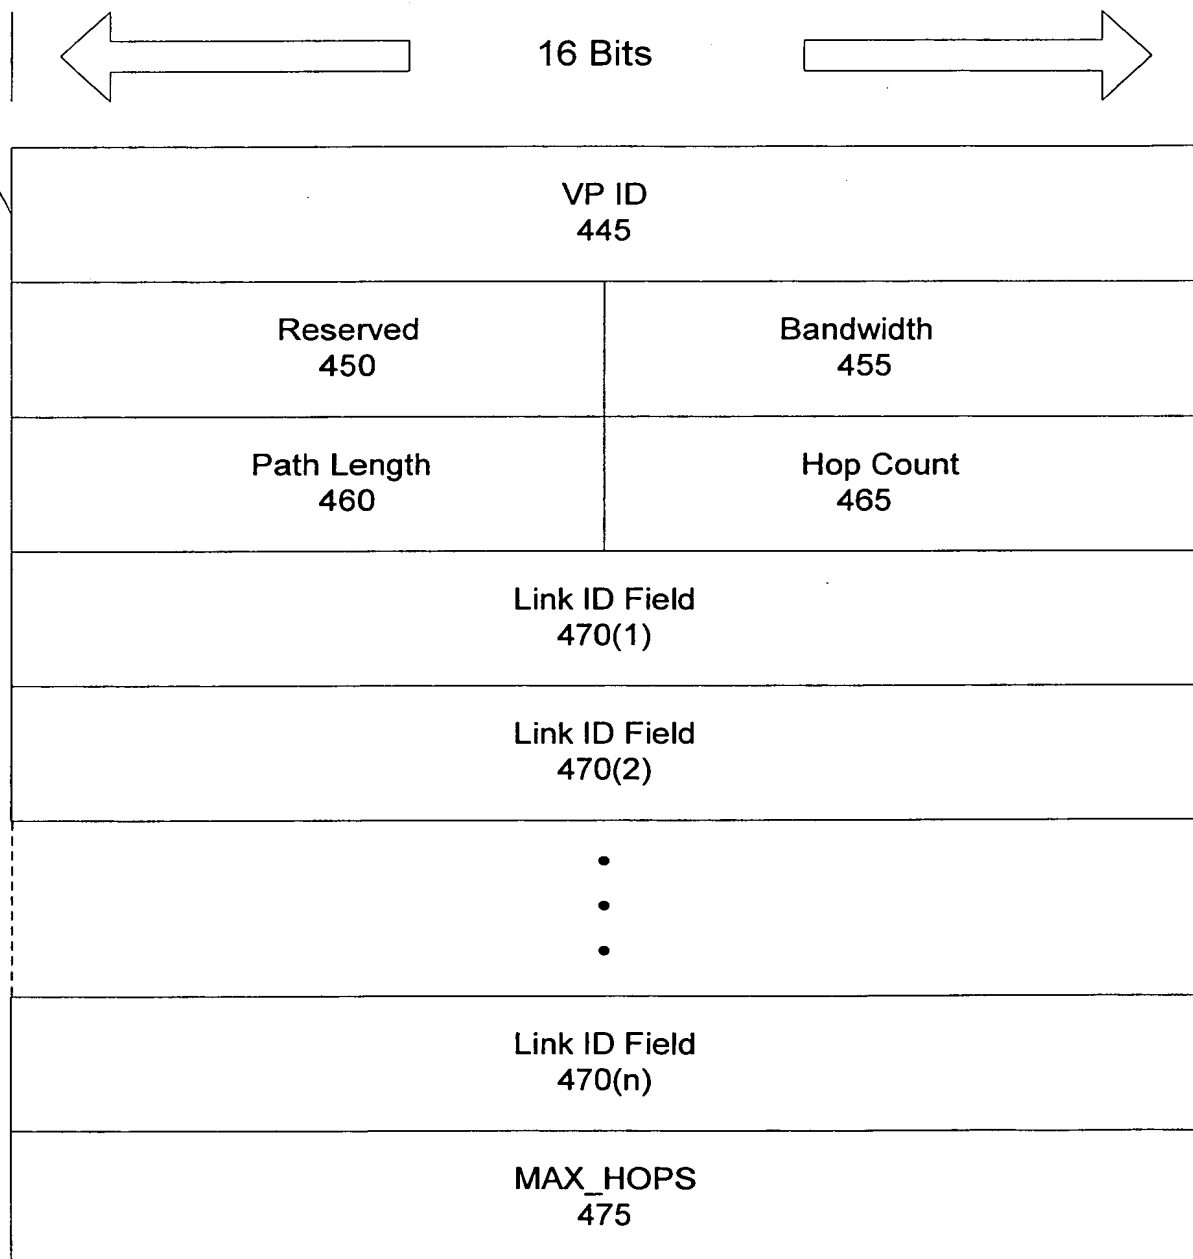 16 Bits
VP ID
445
Reserved
450
Bandwidth
455
Path Length
460
Hop Count
465
Link ID Field
470(1)
Link ID Field
470(2)
Link ID Field
470(n)
MAX_HOPS
475